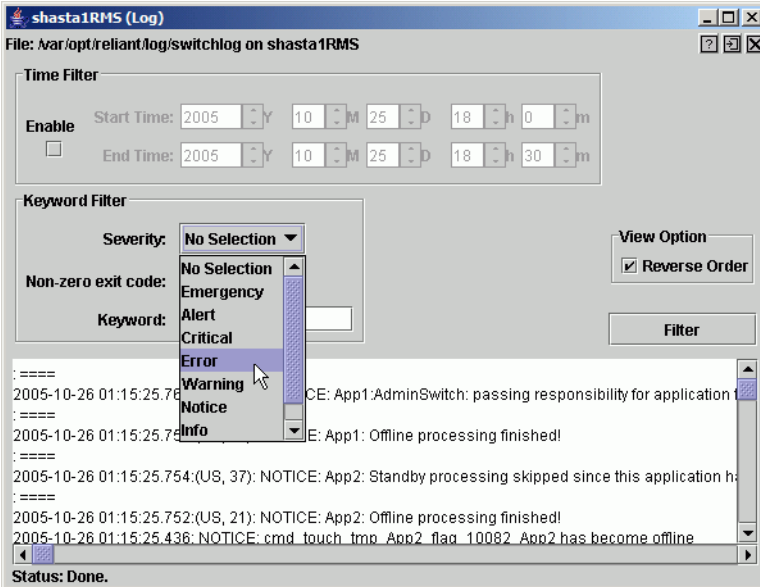 shasta1RMS (Log)
File: /var/opt/reliant/log/switchlog on shasta1RMS
Time Filter
Enable
Start Time: 2005 Y 10 M 25 D 18 h 0 m
End Time: 2005 Y 10 M 25 D 18 h 30 m
Keyword Filter
Severity: No Selection
No Selection
Emergency
Alert
Critical
Error
Warning
Notice
Info
Non-zero exit code:
Keyword:
View Option
Reverse Order
Filter
: ====
2005-10-26 01:15:25.76 CE: App1:AdminSwitch: passing responsibility for application
: ====
2005-10-26 01:15:25.75 E: App1: Offline processing finished!
: ====
2005-10-26 01:15:25.754:(US, 37): NOTICE: App2: Standby processing skipped since this application ha
: ====
2005-10-26 01:15:25.752:(US, 21): NOTICE: App2: Offline processing finished!
2005-10-26 01:15:25.436: NOTICE: cmd_touch_tmp_App2_flag_10082_App2 has become offline
Status: Done.